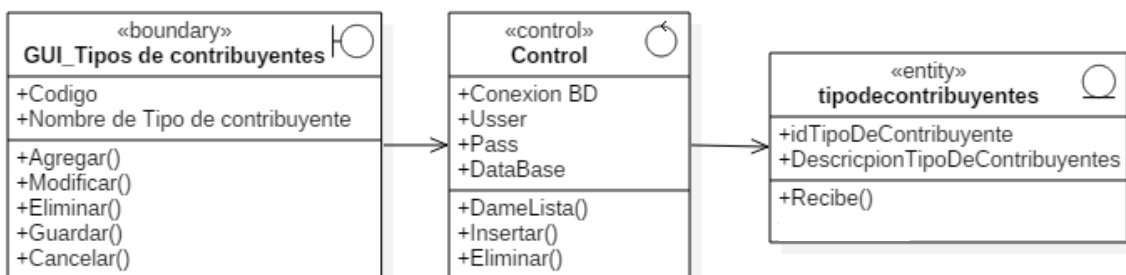 «boundary»
GUI_Tipos de contribuyentes
+Codigo
+Nombre de Tipo de contribuyente
+Agregar()
+Modificar()
+Eliminar()
+Guardar()
+Cancelar()
«control»
Control
+Conexion BD
+Usser
+Pass
+DataBase
+DameLista()
+Insertar()
+Eliminar()
«entity»
tipodecontribuyentes
+idTipoDeContribuyente
+DescricpionTipoDeContribuyentes
+Recibe()